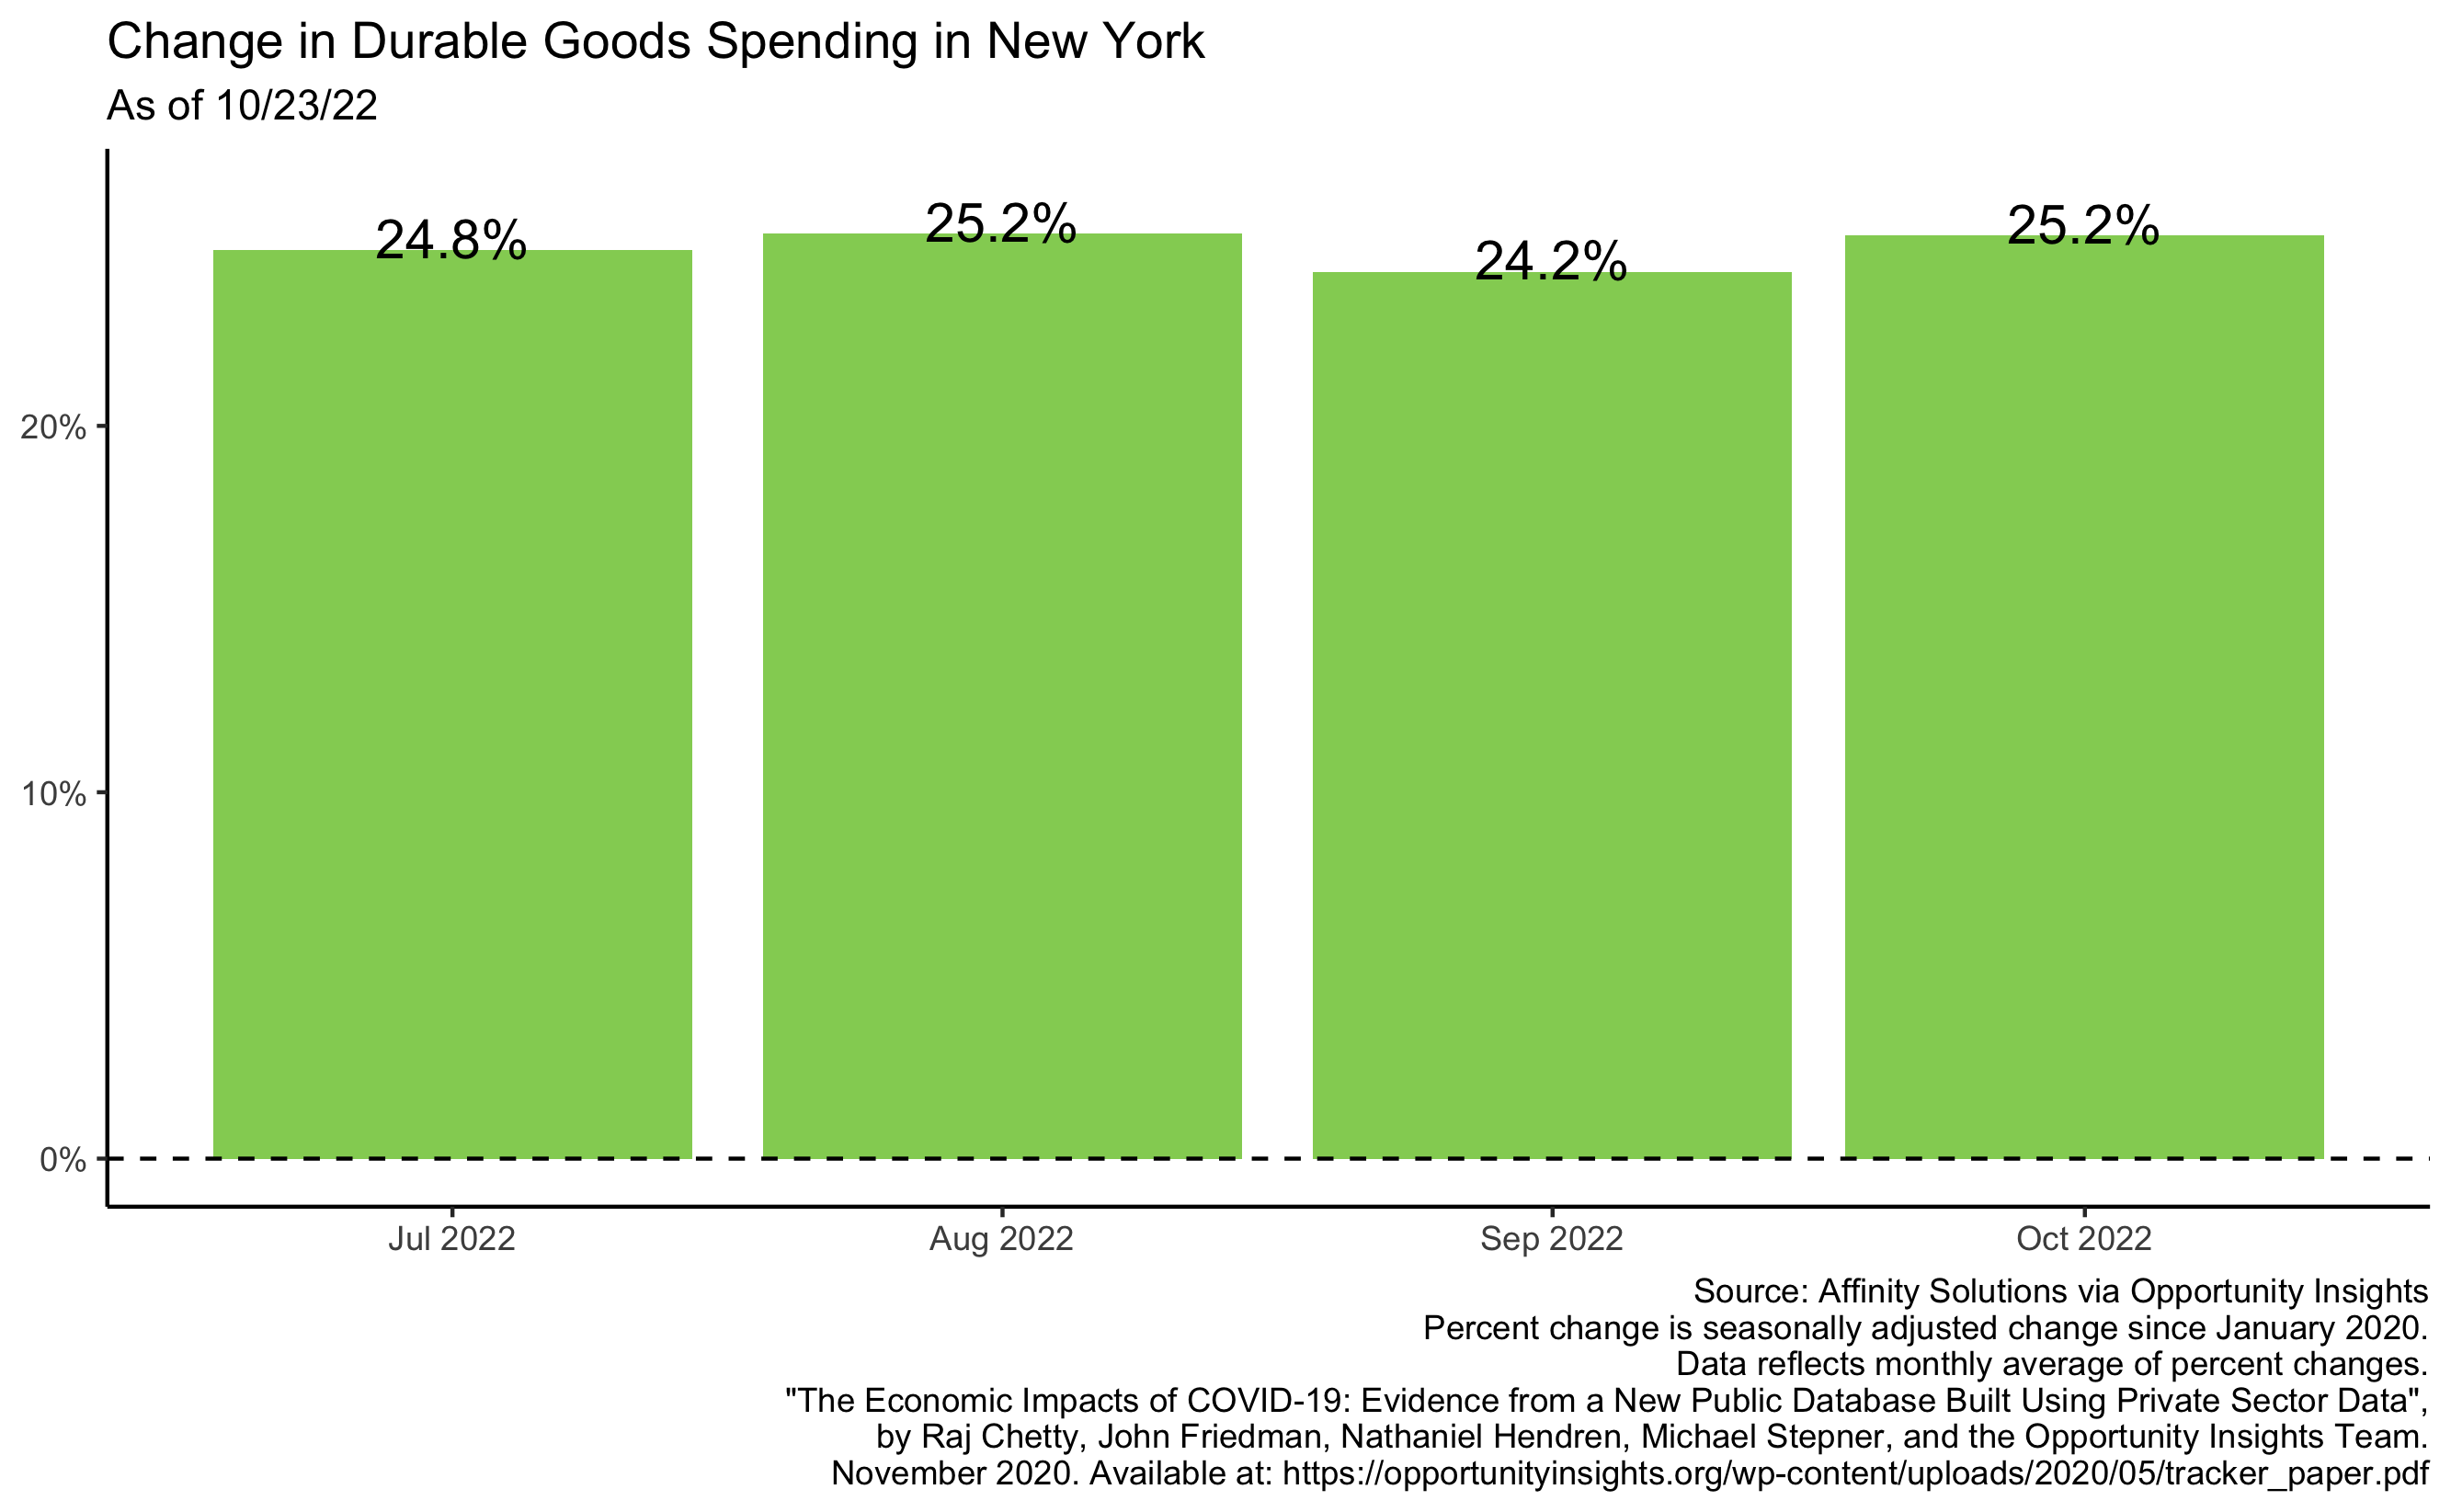 Change in Durable Goods Spending in New York
As of 10/23/22
24.8%
25.2%
24.2%
25.2%
20%
10%
0%
Jul 2022
Aug 2022
Sep 2022
Oct 2022
Source: Affinity Solutions via Opportunity Insights
Percent change is seasonally adjusted change since January 2020.
Data reflects monthly average of percent changes.
"The Economic Impacts of COVID-19: Evidence from a New Public Database Built Using Private Sector Data",
by Raj Chetty, John Friedman, Nathaniel Hendren, Michael Stepner, and the Opportunity Insights Team.
November 2020. Available at: https://opportunityinsights.org/wp-content/uploads/2020/05/tracker_paper.pdf